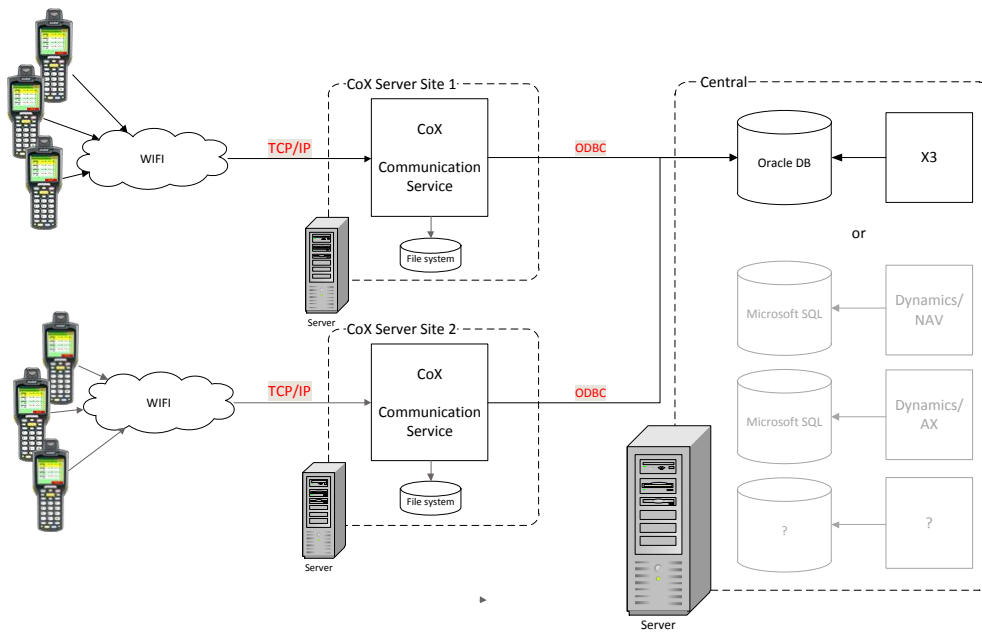 CoX Server Site 1
Central
CoX
Communication
Service
WIFI
TCP/IP
ODBC
Oracle DB
X3
File system
Server
or
Microsoft SQL
Dynamics/
NAV
CoX Server Site 2
CoX
Communication
Service
WIFI
TCP/IP
ODBC
Microsoft SQL
Dynamics/
AX
File system
Server
?
?
Server